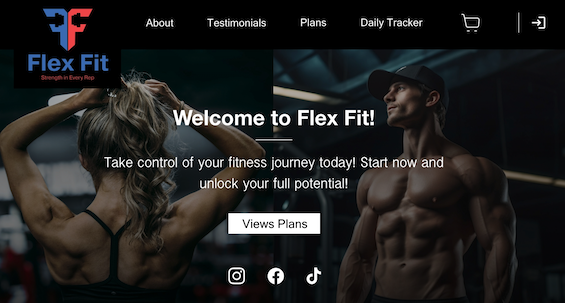 About Testimonials Plans Daily Tracker
Flex Fit
Strength in Every Rep
Welcome to Flex Fit!
Take control of your fitness journey today! Start now and
unlock your full potential!
Views Plans